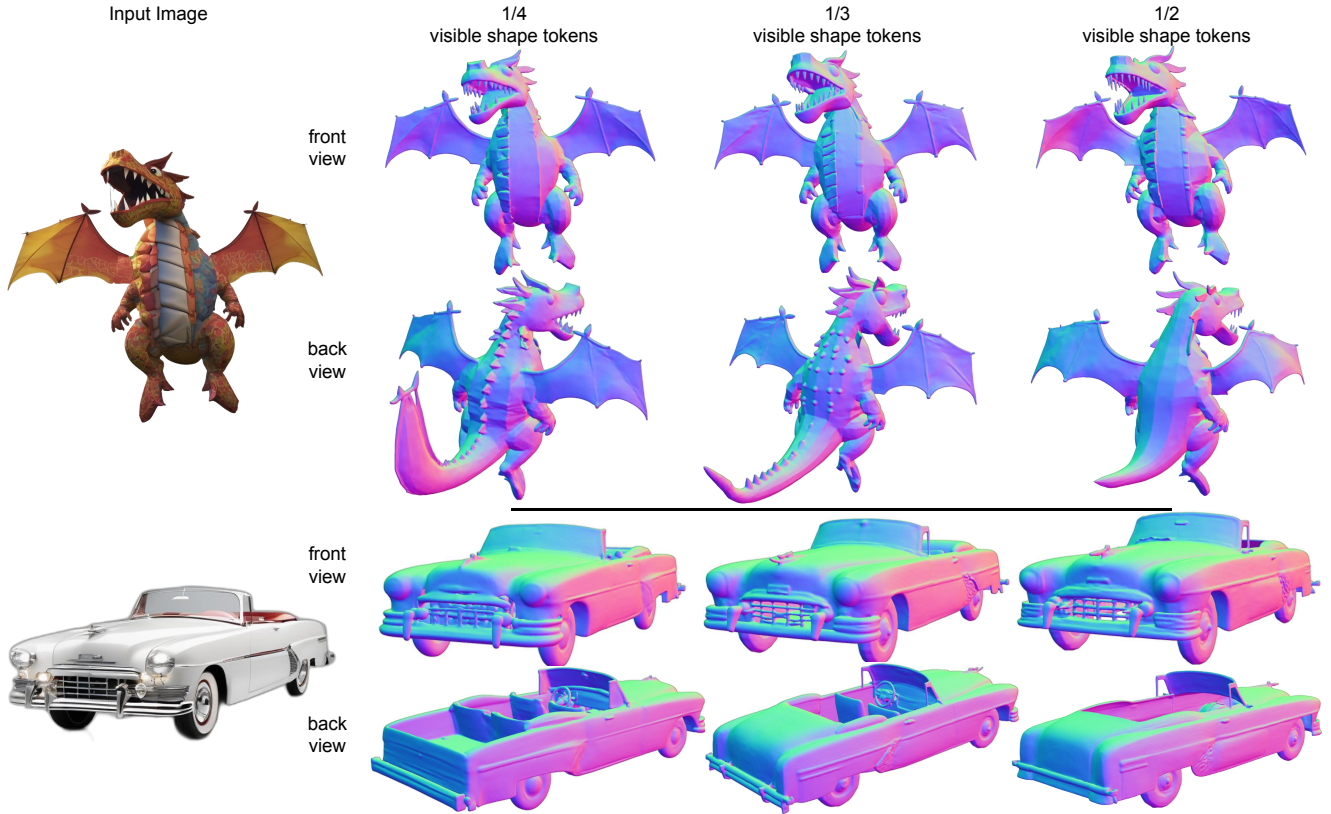 Input Image
1/4
visible shape tokens
1/3
visible shape tokens
1/2
visible shape tokens
front
view
back
view
front
view
back
view